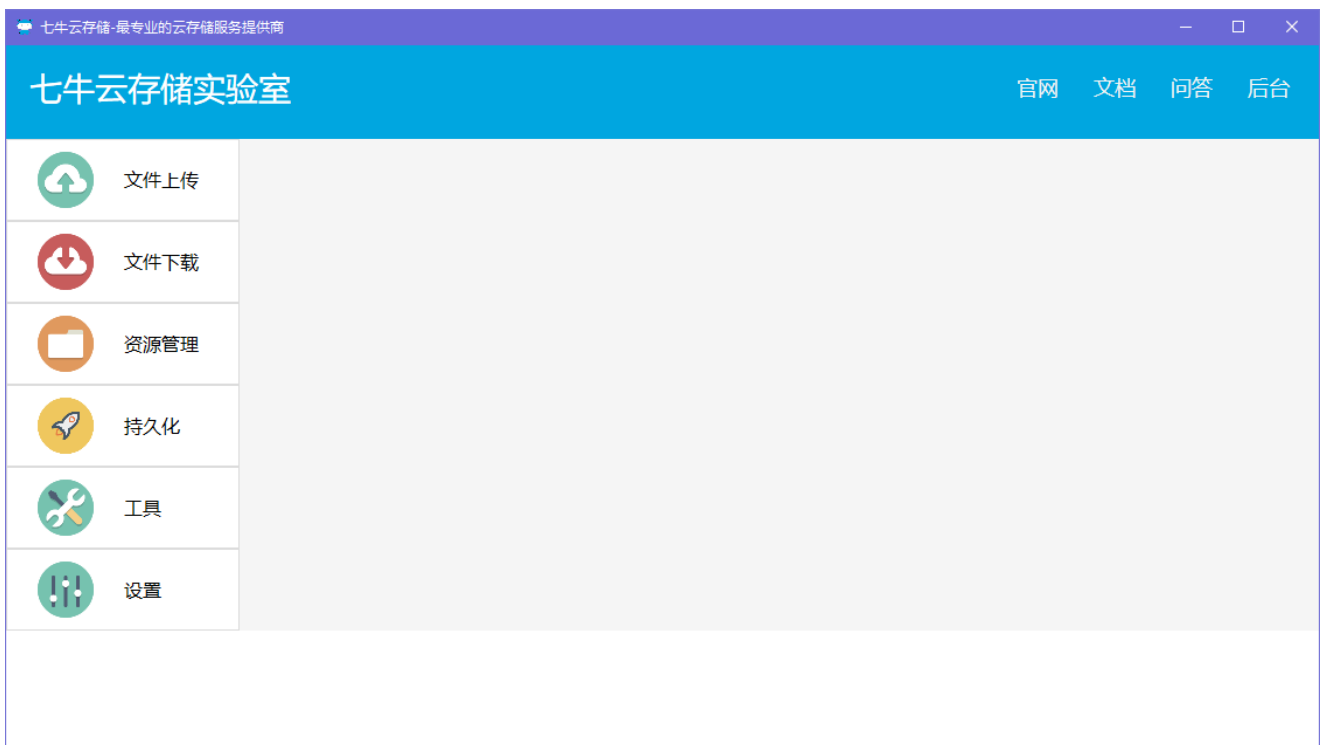 七牛云存储-最专业的云存储服务提供商
七牛云存储实验室
官网 文档 问答 后台
文件上传
文件下载
资源管理
持久化
工具
设置